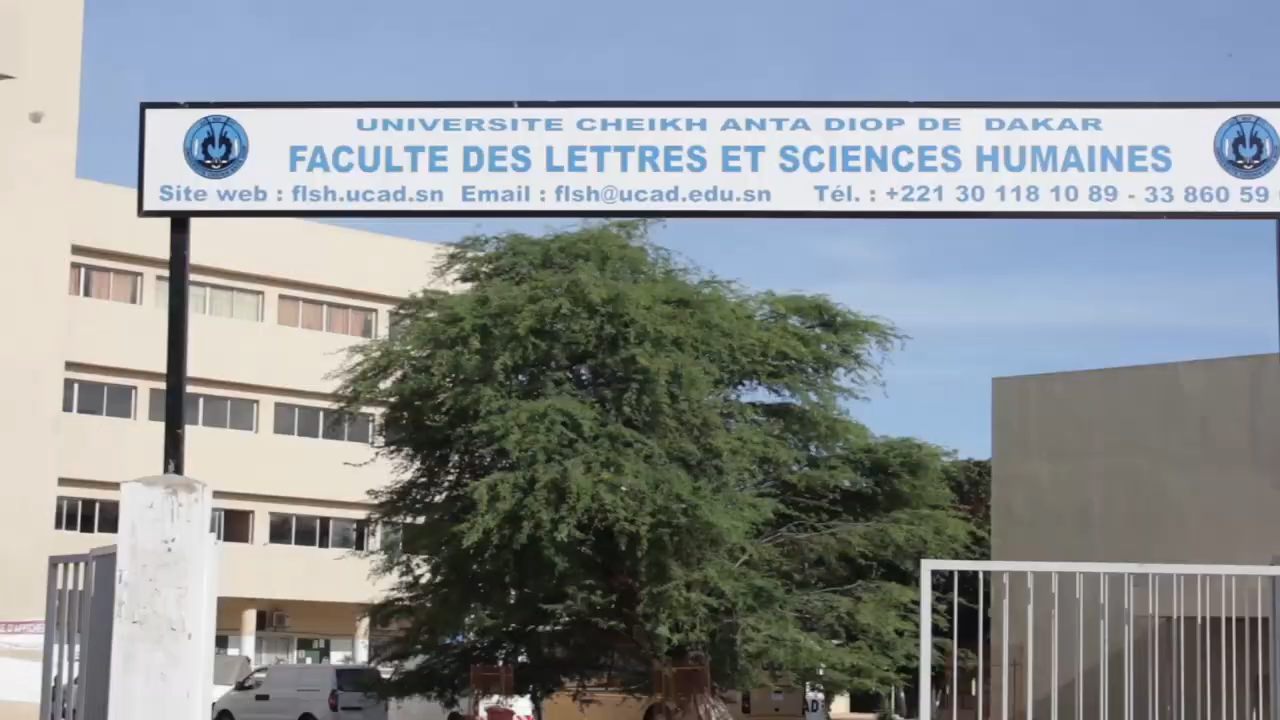 UNIVERSITE CHEIKH ANTA DIOP DE DAKAR
FACULTE DES LETTRES ET SCIENCES HUMAINES
Site web : flsh.ucad.sn Email : flsh@ucad.edu.sn Tél. : +221 30 118 10 89 - 33 860 59
D'AFFICHE